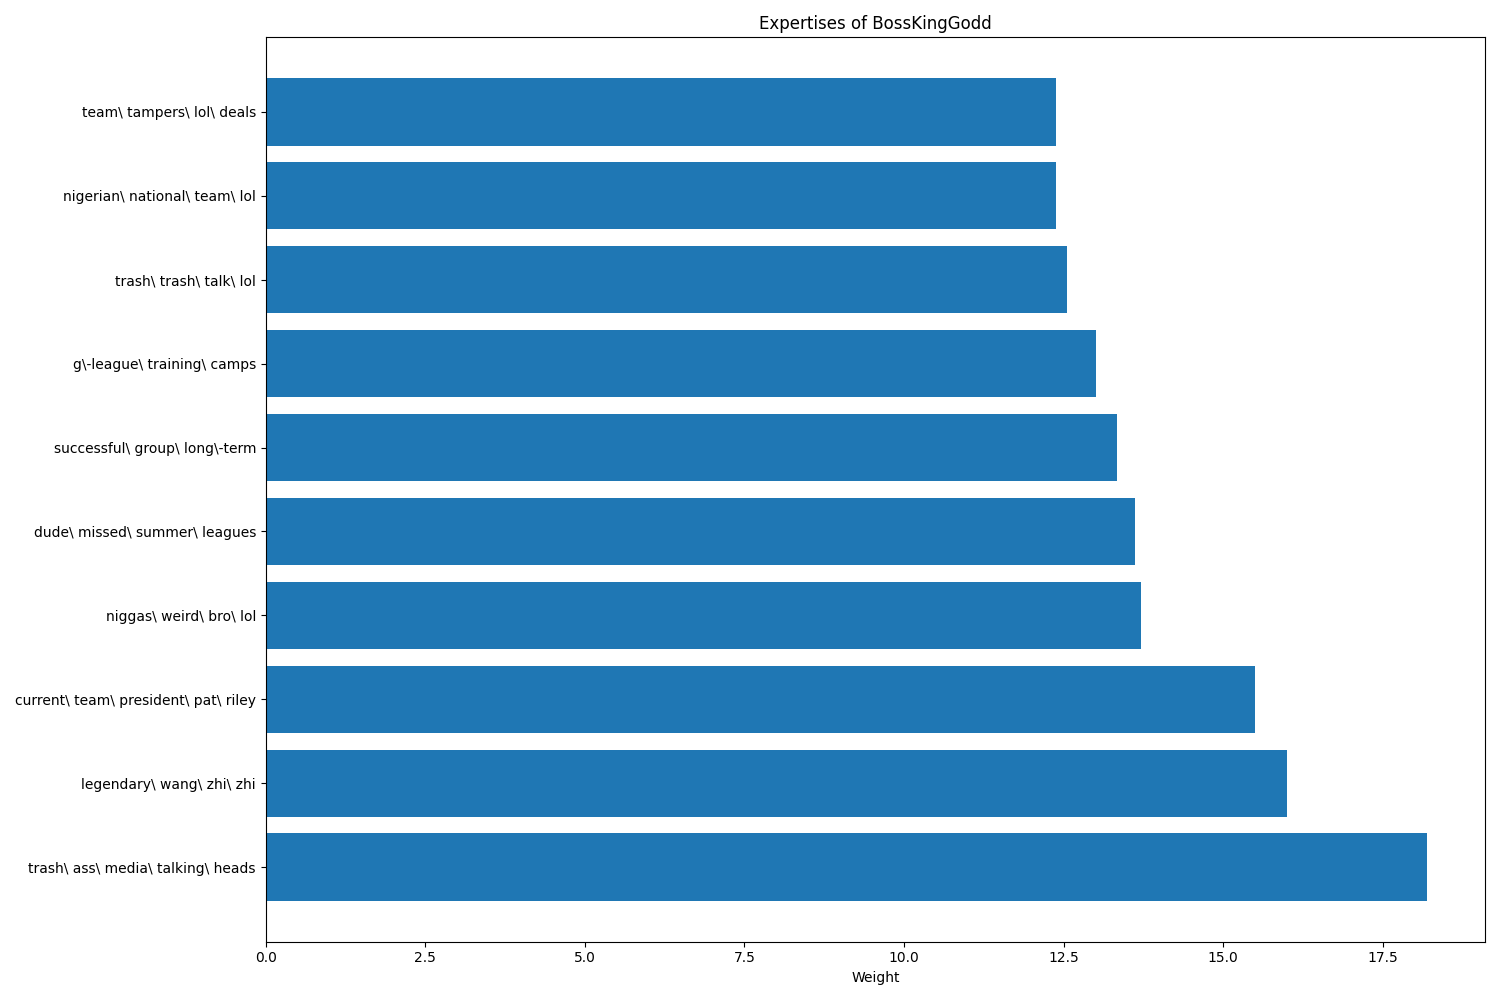 Expertises of BossKingGodd
team\ tampers\ lol\ deals
nigerian\ national\ team\ lol
trash\ trash\ talk\ lol
g\-league\ training\ camps
successful\ group\ long\-term
dude\ missed\ summer\ leagues
niggas\ weird\ bro\ lol
current\ team\ president\ pat\ riley
legendary\ wang\ zhi\ zhi
trash\ ass\ media\ talking\ heads
0.0 2.5 5.0 7.5 10.0 12.5 15.0 17.5
Weight